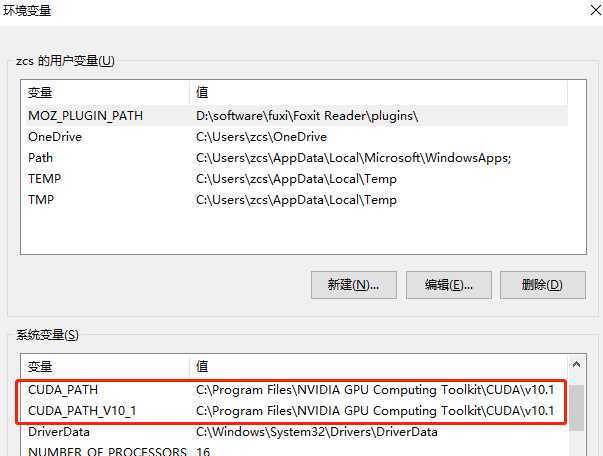 环境变量
zcs 的用户变量(U)
变量 值
MOZ_PLUGIN_PATH D:\software\fuxi\Foxit Reader\plugins\
OneDrive C:\Users\zcs\OneDrive
Path C:\Users\zcs\AppData\Local\Microsoft\WindowsApps;
TEMP C:\Users\zcs\AppData\Local\Temp
TMP C:\Users\zcs\AppData\Local\Temp
新建(N)... 编辑(E)... 删除(D)
系统变量(S)
变量 值
CUDA_PATH C:\Program Files\NVIDIA GPU Computing Toolkit\CUDA\v10.1
CUDA_PATH_V10_1 C:\Program Files\NVIDIA GPU Computing Toolkit\CUDA\v10.1
DriverData C:\Windows\System32\Drivers\DriverData
NUMBER_OF_PROCESSORS 16